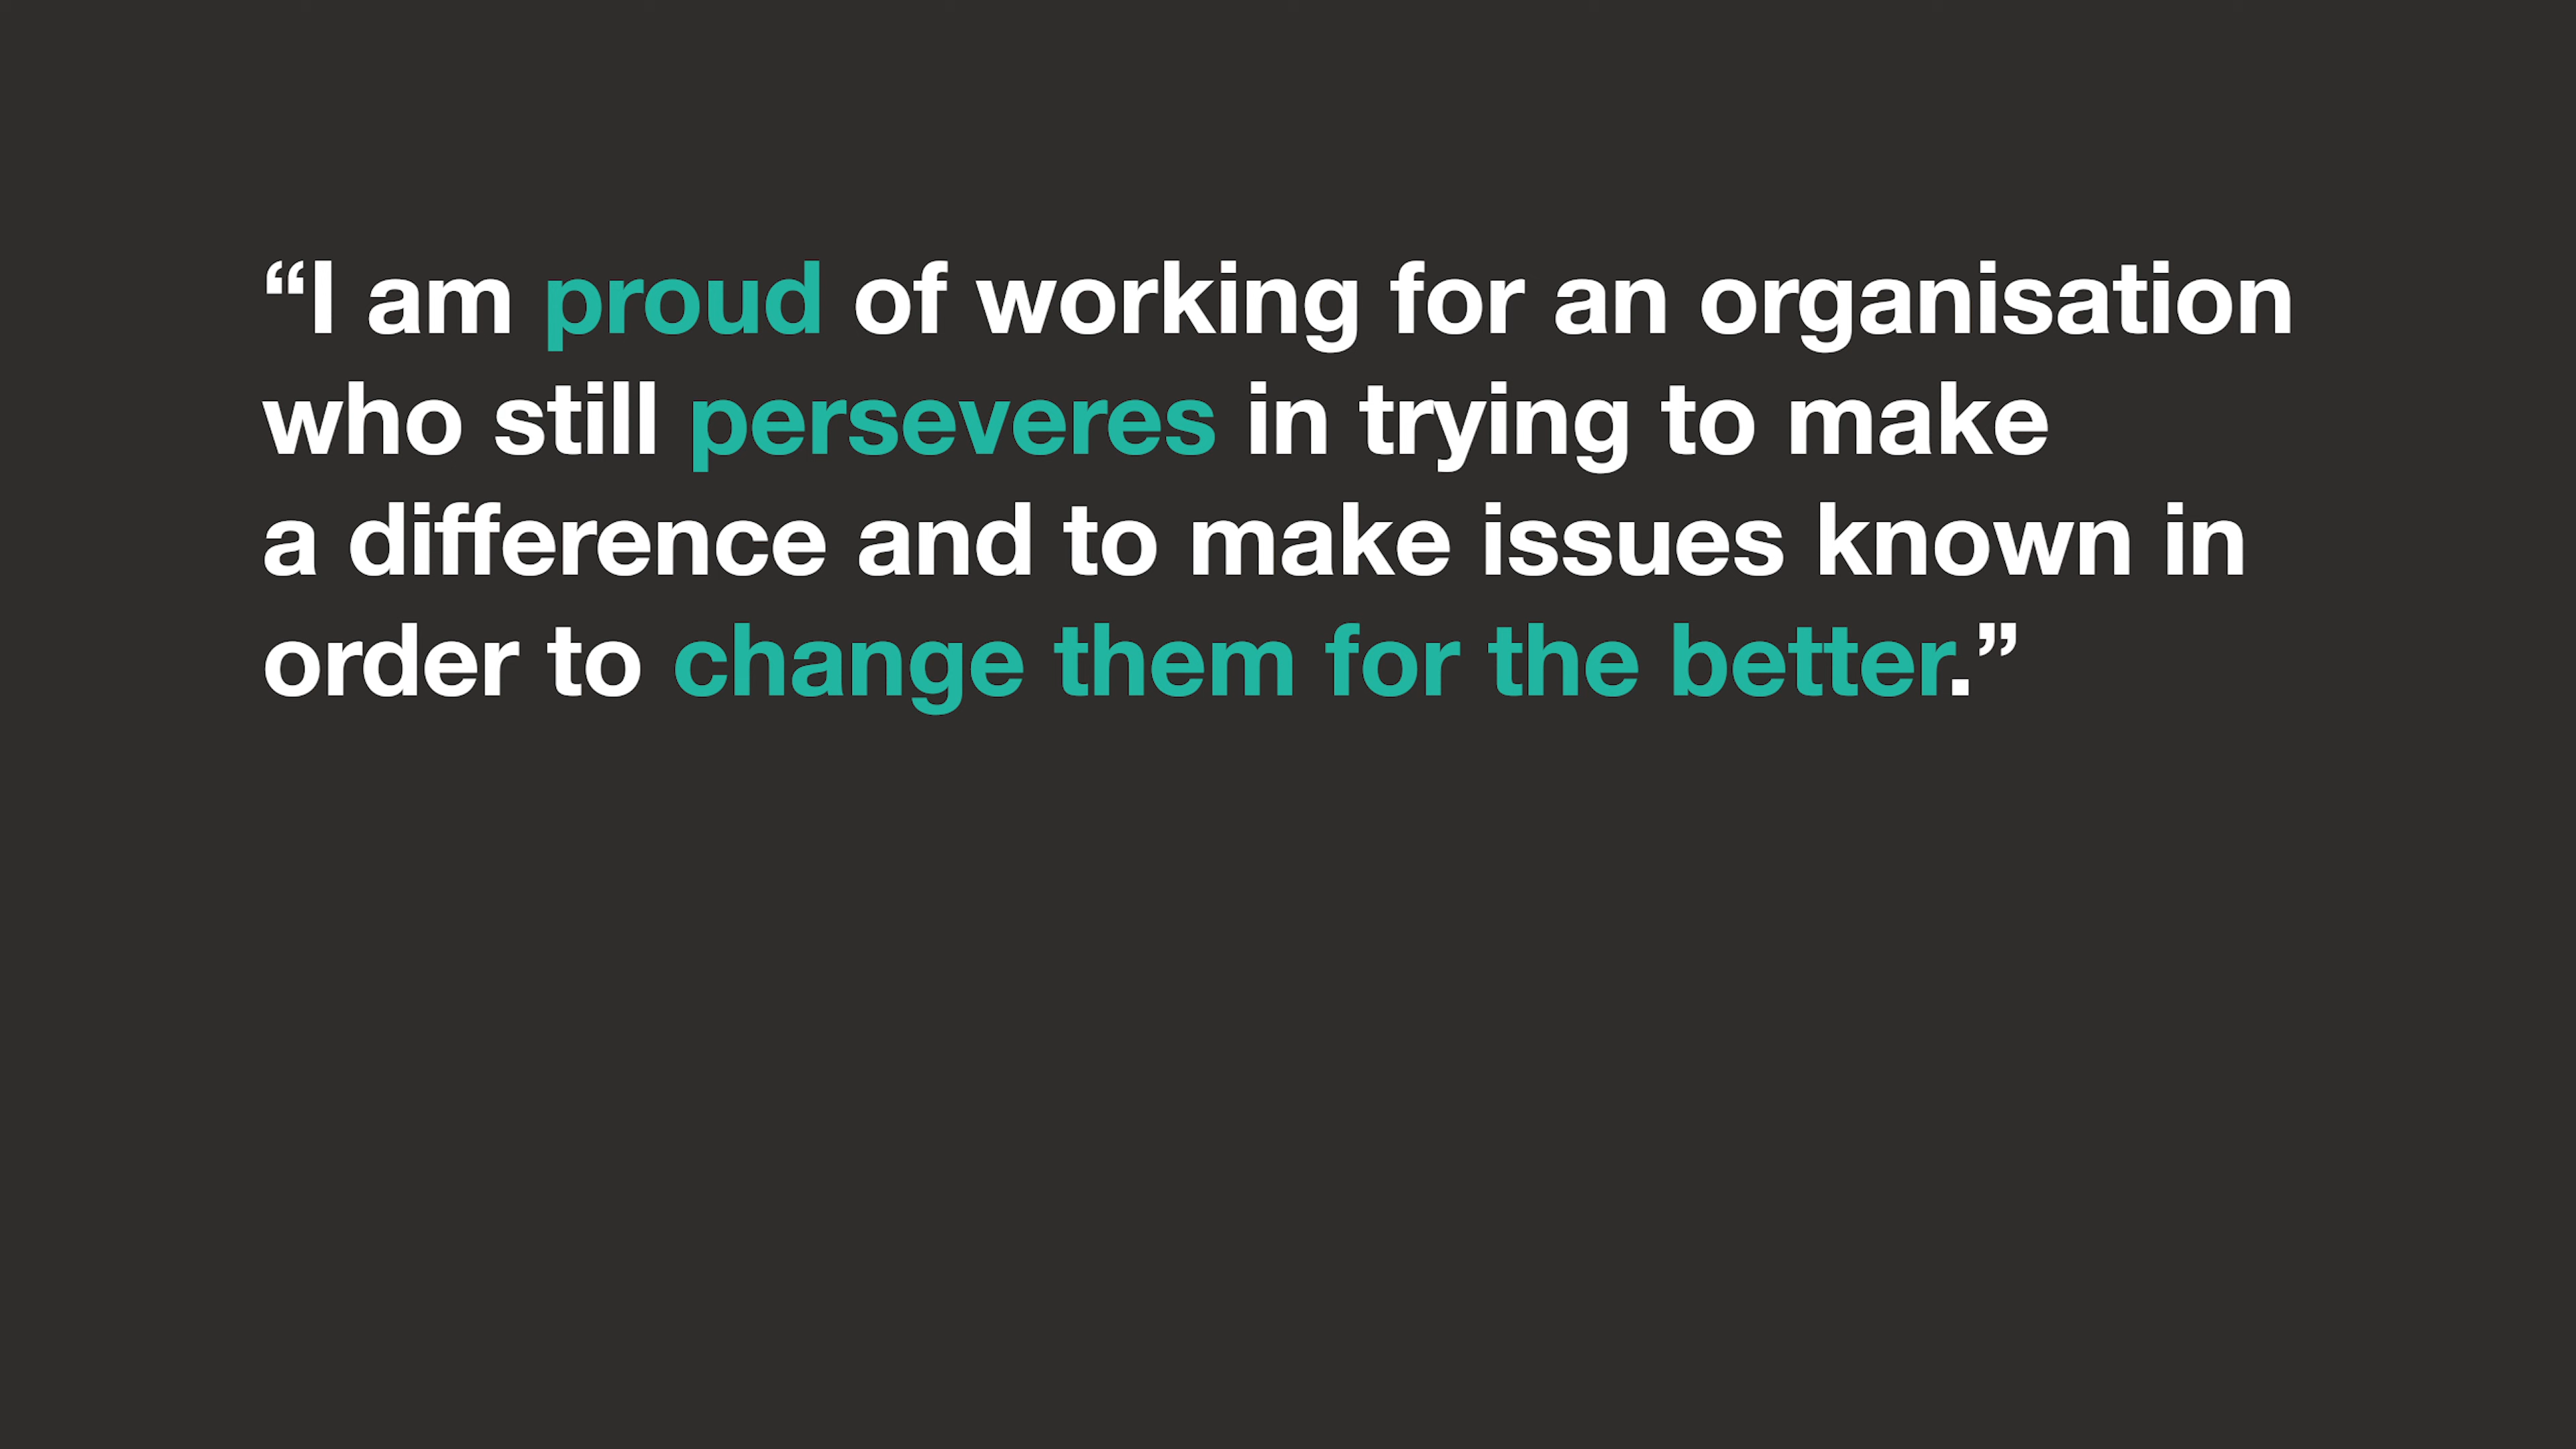 “I am proud of working for an organisation
who still perseveres in trying to make
a difference and to make issues known in
order to change them for the better.”